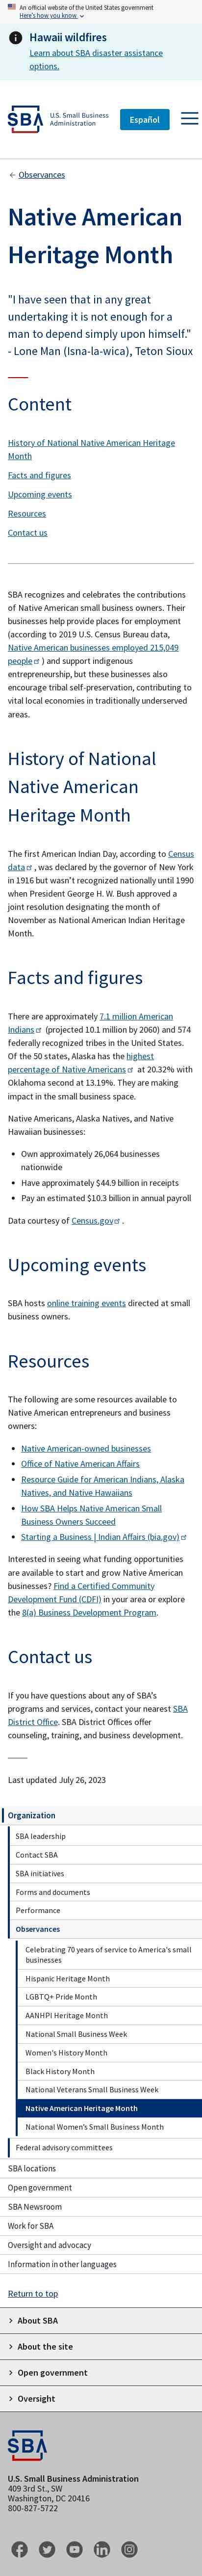 An official website of the United States government
Here's how you know
Hawaii wildfires
Learn about SBA disaster assistance
options.
SBA
U.S. Small Business
Administration
Español
Observances
Native American
Heritage Month
"I have seen that in any great
undertaking it is not enough for a
man to depend simply upon himself."
- Lone Man (Isna-la-wica), Teton Sioux
Content
History of National Native American Heritage
Month
Facts and figures
Upcoming events
Resources
Contact us
SBA recognizes and celebrates the contributions
of Native American small business owners. Their
businesses help provide places for employment
(according to 2019 U.S. Census Bureau data,
Native American businesses employed 215,049
people ) and support indigenous
entrepreneurship, but these businesses also
encourage tribal self-preservation, contributing to
vital local economies in traditionally underserved
areas.
History of National
Native American
Heritage Month
The first American Indian Day, according to Census
data , was declared by the governor of New York
in 1916 but wasn't recognized nationally until 1990
when President George H. W. Bush approved a
joint resolution designating the month of
November as National American Indian Heritage
Month.
Facts and figures
There are approximately 7.1 million American
Indians (projected 10.1 million by 2060) and 574
federally recognized tribes in the United States.
Of the 50 states, Alaska has the highest
percentage of Native Americans at 20.32% with
Oklahoma second at 13.19%. They are making
impact in the small business space.
Native Americans, Alaska Natives, and Native
Hawaiian businesses:
• Own approximately 26,064 businesses
nationwide
• Have approximately $44.9 billion in receipts
• Pay an estimated $10.3 billion in annual payroll
Data courtesy of Census.gov .
Upcoming events
SBA hosts online training events directed at small
business owners.
Resources
The following are some resources available to
Native American entrepreneurs and business
owners:
• Native American-owned businesses
• Office of Native American Affairs
• Resource Guide for American Indians, Alaska
Natives, and Native Hawaiians
• How SBA Helps Native American Small
Business Owners Succeed
• Starting a Business | Indian Affairs (bia.gov)
Interested in seeing what funding opportunities
are available to start and grow Native American
businesses? Find a Certified Community
Development Fund (CDFI) in your area or explore
the 8(a) Business Development Program.
Contact us
If you have questions about any of SBA's
programs and services, contact your nearest SBA
District Office. SBA District Offices offer
counseling, training, and business development.
Last updated July 26, 2023
Organization
SBA leadership
Contact SBA
SBA initiatives
Forms and documents
Performance
Observances
Celebrating 70 years of service to America's small
businesses
Hispanic Heritage Month
LGBTQ+ Pride Month
AANHPI Heritage Month
National Small Business Week
Women's History Month
Black History Month
National Veterans Small Business Week
Native American Heritage Month
National Women's Small Business Month
Federal advisory committees
SBA locations
Open government
SBA Newsroom
Work for SBA
Oversight and advocacy
Information in other languages
Return to top
About SBA
About the site
Open government
Oversight
SBA
U.S. Small Business Administration
409 3rd St., SW
Washington, DC 20416
800-827-5722